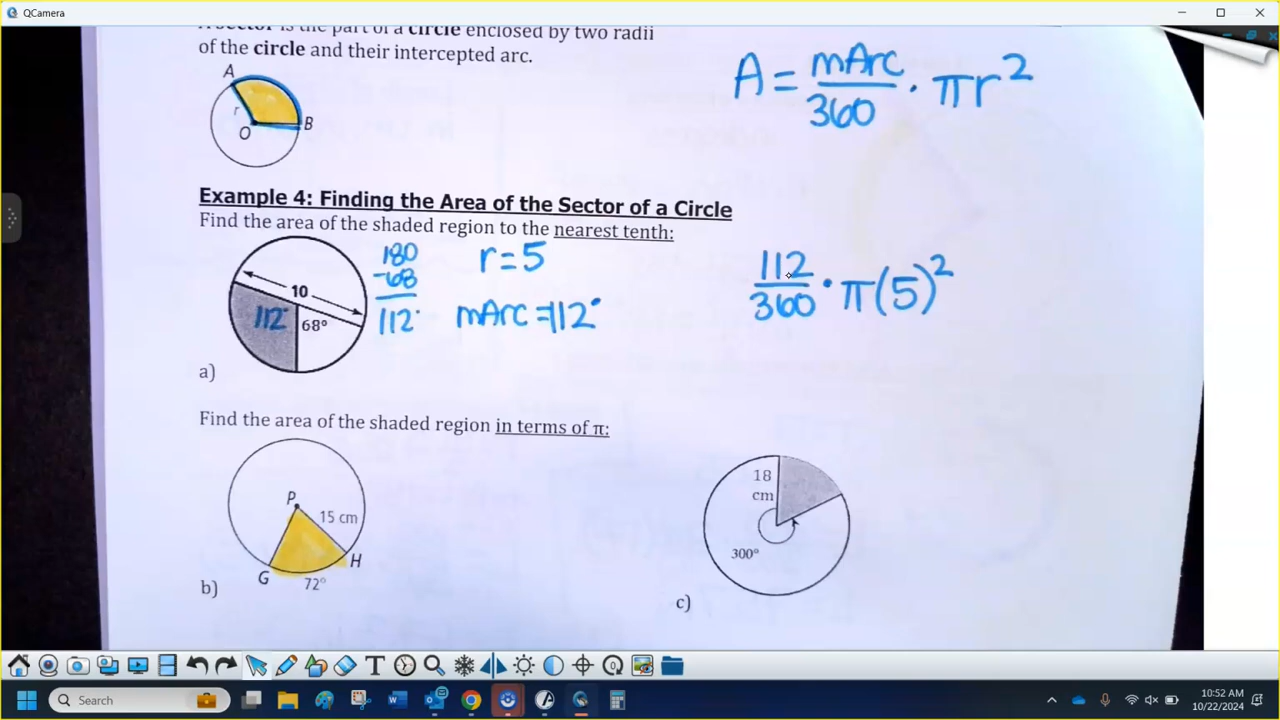 QCamera
A sector is the part of a circle enclosed by two radii
of the circle and their intercepted arc.
A = mArc/360 · πr²
A
r
O
B
Example 4: Finding the Area of the Sector of a Circle
Find the area of the shaded region to the nearest tenth:
10
112°
68°
180
-68
112°
r=5
mArc=112°
112/360 · π(5)²
a)
Find the area of the shaded region in terms of π:
P
15 cm
G
H
72°
b)
18
cm
300°
c)
Search
10:52 AM
10/22/2024